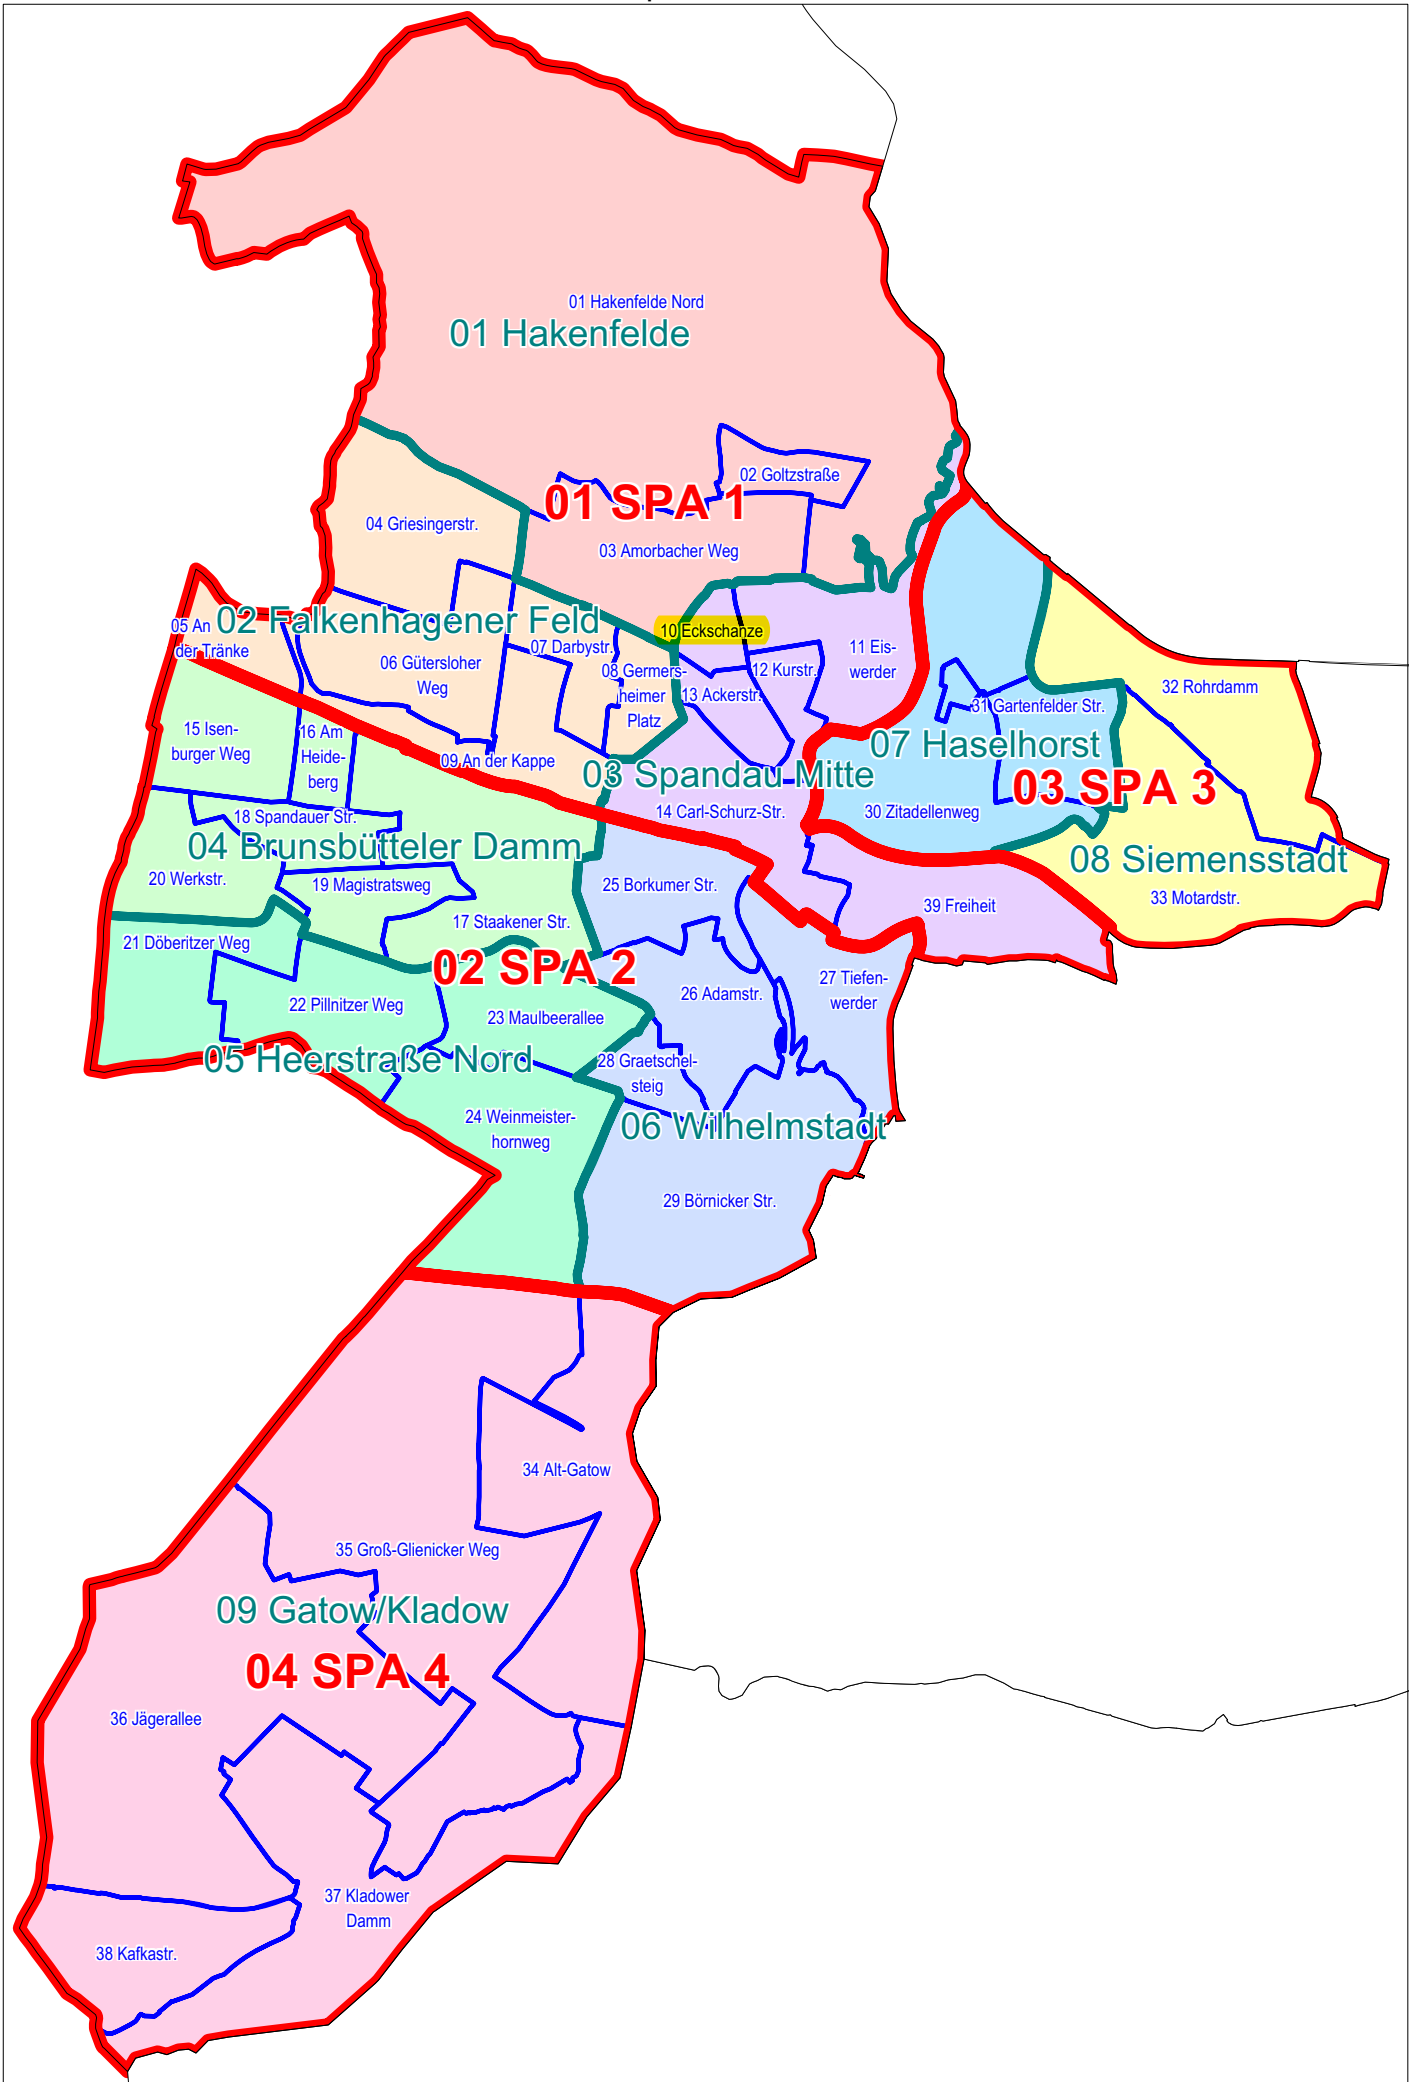 01 Hakenfelde Nord
01 Hakenfelde
02 Goltzstraße
01 SPA 1
04 Griesingerstr.
03 Amorbacher Weg
05 An
der Tränke
02 Falkenhagener Feld
10 Eckschanze
07 Darbystr.
06 Gütersloher
Weg
08 Germers-
heimer
Platz
11 Eis-
werder
12 Kurstr.
13 Ackerstr.
32 Rohrdamm
31 Gartenfelder Str.
15 Isen-
burger Weg
16 Am
Heide-
berg
09 An der Kappe
07 Haselhorst
03 Spandau Mitte
03 SPA 3
14 Carl-Schurz-Str.
30 Zitadellenweg
18 Spandauer Str.
04 Brunsbütteler Damm
08 Siemensstadt
20 Werkstr.
19 Magistratsweg
25 Borkumer Str.
33 Motardstr.
39 Freiheit
17 Staakener Str.
21 Döberitzer Weg
02 SPA 2
27 Tiefen-
werder
26 Adamstr.
22 Pillnitzer Weg
23 Maulbeerallee
05 Heerstraße Nord
28 Graetschel-
steig
24 Weinmeister-
hornweg
06 Wilhelmstadt
29 Börnicker Str.
34 Alt-Gatow
35 Groß-Glienicker Weg
09 Gatow/Kladow
04 SPA 4
36 Jägerallee
37 Kladower
Damm
38 Kafkastr.